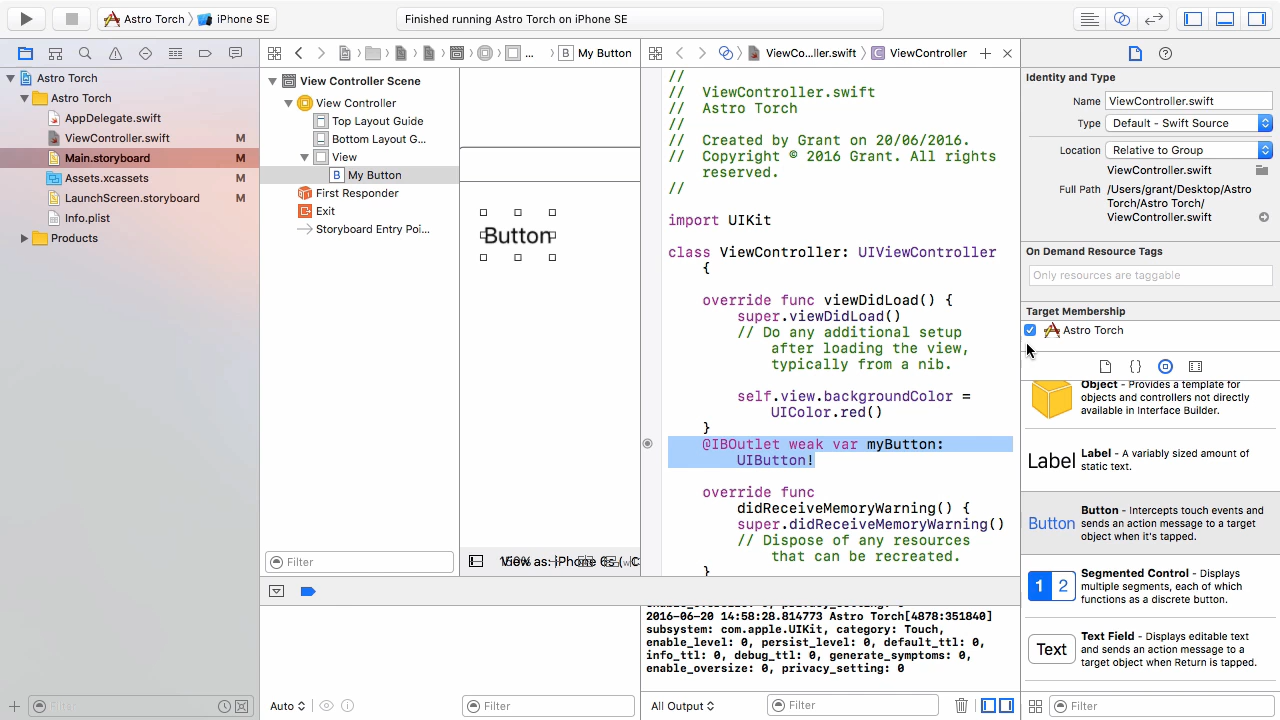 Astro Torch
iPhone SE
Finished running Astro Torch on iPhone SE
My Button
ViewCo...ller.swift
ViewController
Astro Torch
Astro Torch
AppDelegate.swift
ViewController.swift M
Main.storyboard M
Assets.xcassets M
LaunchScreen.storyboard M
Info.plist
Products
Filter
View Controller Scene
View Controller
Top Layout Guide
Bottom Layout G...
View
My Button
First Responder
Exit
Storyboard Entry Poi...
Filter
Button
View as: iPhone 6s (
//
// ViewController.swift
// Astro Torch
//
// Created by Grant on 20/06/2016.
// Copyright © 2016 Grant. All rights
reserved.
//
import UIKit
class ViewController: UIViewController
{
override func viewDidLoad() {
super.viewDidLoad()
// Do any additional setup
after loading the view,
typically from a nib.
self.view.backgroundColor =
UIColor.red()
}
@IBOutlet weak var myButton:
UIButton!
override func
didReceiveMemoryWarning() {
super.didReceiveMemoryWarning()
// Dispose of any resources
that can be recreated.
}
Auto
Filter
2016-06-20 14:58:28.814773 Astro Torch[4878:351840]
subsystem: com.apple.UIKit, category: Touch,
enable_level: 0, persist_level: 0, default_ttl: 0,
info_ttl: 0, debug_ttl: 0, generate_symptoms: 0,
enable_oversize: 0, privacy_setting: 0
All Output
Filter
Identity and Type
Name ViewController.swift
Type Default - Swift Source
Location Relative to Group
ViewController.swift
Full Path /Users/grant/Desktop/Astro
Torch/Astro Torch/
ViewController.swift
On Demand Resource Tags
Only resources are taggable
Target Membership
Astro Torch
{}
Object - Provides a template for
objects and controllers not directly
available in Interface Builder.
Label
Label - A variably sized amount of
static text.
Button
Button - Intercepts touch events and
sends an action message to a target
object when it's tapped.
1 2
Segmented Control - Displays
multiple segments, each of which
functions as a discrete button.
Text
Text Field - Displays editable text
and sends an action message to a
target object when Return is tapped.
Filter